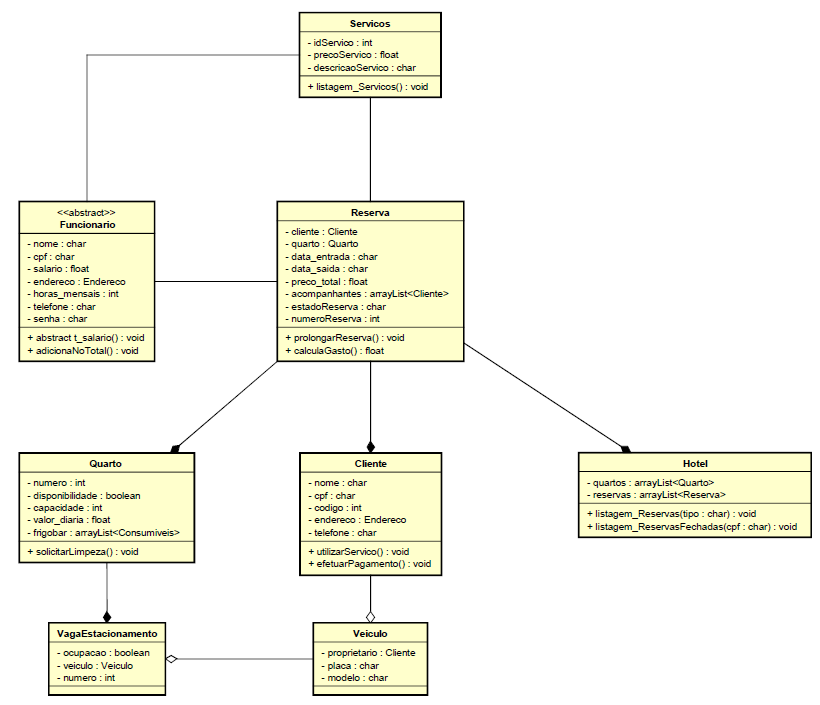 Servicos
- idServico : int
- precoServico : float
- descricaoServico : char
+ listagem_Servicos() : void
<<abstract>>
Funcionario
- nome : char
- cpf : char
- salario : float
- endereco : Endereco
- horas_mensais : int
- telefone : char
- senha : char
+ abstract t_salario() : void
+ adicionaNoTotal() : void
Reserva
- cliente : Cliente
- quarto : Quarto
- data_entrada : char
- data_saida : char
- preco_total : float
- acompanhantes : arrayList<Cliente>
- estadoReserva : char
- numeroReserva : int
+ prolongarReserva() : void
+ calculaGasto() : float
Quarto
- numero : int
- disponibilidade : boolean
- capacidade : int
- valor_diaria : float
- frigobar : arrayList<Consumiveis>
+ solicitarLimpeza() : void
Cliente
- nome : char
- cpf : char
- codigo : int
- endereco : Endereco
- telefone : char
+ utilizarServico() : void
+ efetuarPagamento() : void
Hotel
- quartos : arrayList<Quarto>
- reservas : arrayList<Reserva>
+ listagem_Reservas(tipo : char) : void
+ listagem_ReservasFechadas(cpf : char) : void
VagaEstacionamento
- ocupacao : boolean
- veiculo : Veiculo
- numero : int
Veiculo
- proprietario : Cliente
- placa : char
- modelo : char